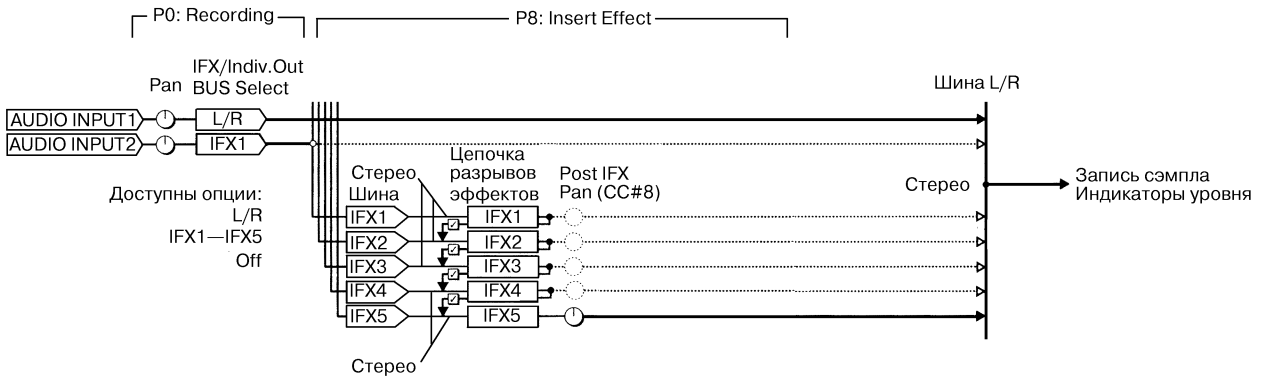 P0: Recording
P8: Insert Effect
IFX/Indiv.Out
Pan BUS Select
Шина L/R
AUDIO INPUT1
L/R
AUDIO INPUT2
IFX1
Доступны опции:
L/R
IFX1—IFX5
Off
Стерео
Шина
Цепочка
разрывов
эффектов
Post IFX
Pan (CC#8)
Стерео
Запись сэмпла
Индикаторы уровня
IFX1
IFX1
IFX2
IFX2
IFX3
IFX3
IFX4
IFX4
IFX5
IFX5
Стерео